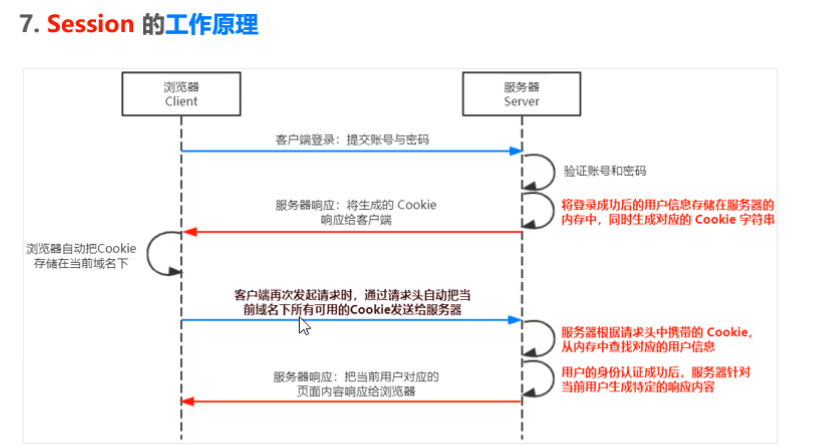 7. Session 的工作原理
浏览器
Client
服务器
Server
客户端登录：提交账号与密码
验证账号和密码
服务器响应：将生成的 Cookie
响应给客户端
将登录成功后的用户信息存储在服务器的
内存中，同时生成对应的 Cookie 字符串
浏览器自动把Cookie
存储在当前域名下
客户端再次发起请求时，通过请求头自动把当
前域名下所有可用的Cookie发送给服务器
服务器根据请求头中携带的 Cookie，
从内存中查找对应的用户信息
用户的身份认证成功后，服务器针对
当前用户生成特定的响应内容
服务器响应：把当前用户对应的
页面内容响应给浏览器